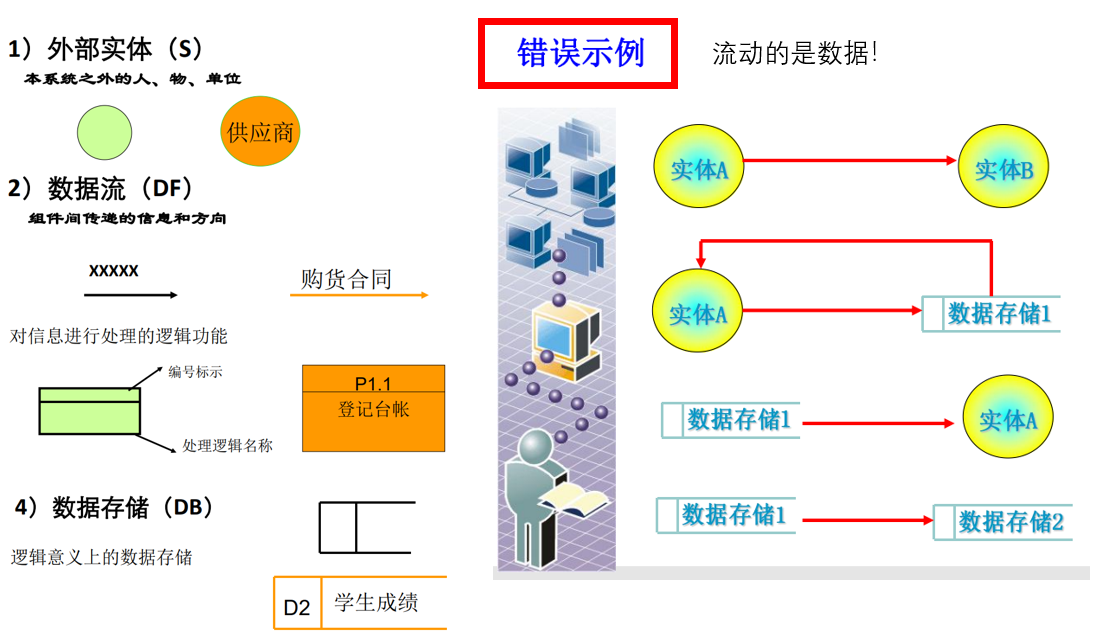 1）外部实体（S）
本系统之外的人、物、单位
供应商
2）数据流（DF）
组件间传递的信息和方向
XXXXX
购货合同
对信息进行处理的逻辑功能
编号标示
处理逻辑名称
P1.1
登记台帐
4）数据存储（DB）
逻辑意义上的数据存储
D2
学生成绩
错误示例
流动的是数据!
实体A
实体B
实体A
数据存储1
数据存储1
实体A
数据存储1
数据存储2